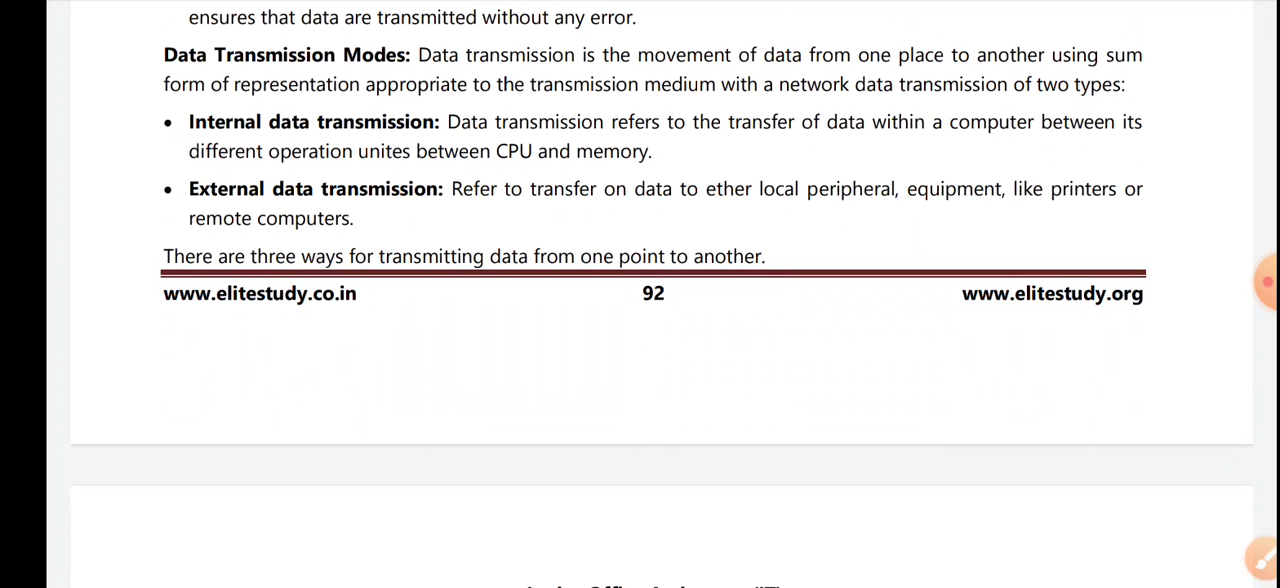 ensures that data are transmitted without any error.
Data Transmission Modes: Data transmission is the movement of data from one place to another using sum
form of representation appropriate to the transmission medium with a network data transmission of two types:
• Internal data transmission: Data transmission refers to the transfer of data within a computer between its
different operation unites between CPU and memory.
• External data transmission: Refer to transfer on data to ether local peripheral, equipment, like printers or
remote computers.
There are three ways for transmitting data from one point to another.
www.elitestudy.co.in 92 www.elitestudy.org